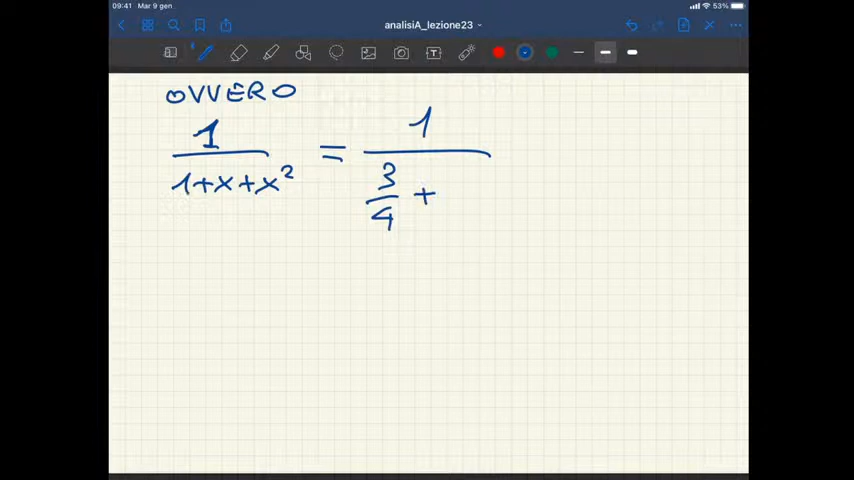 09:41 Mar 9 gen 53%
analisiA_lezione23
OVVERO
1/(1+x+x²) = 1/(3/4 +